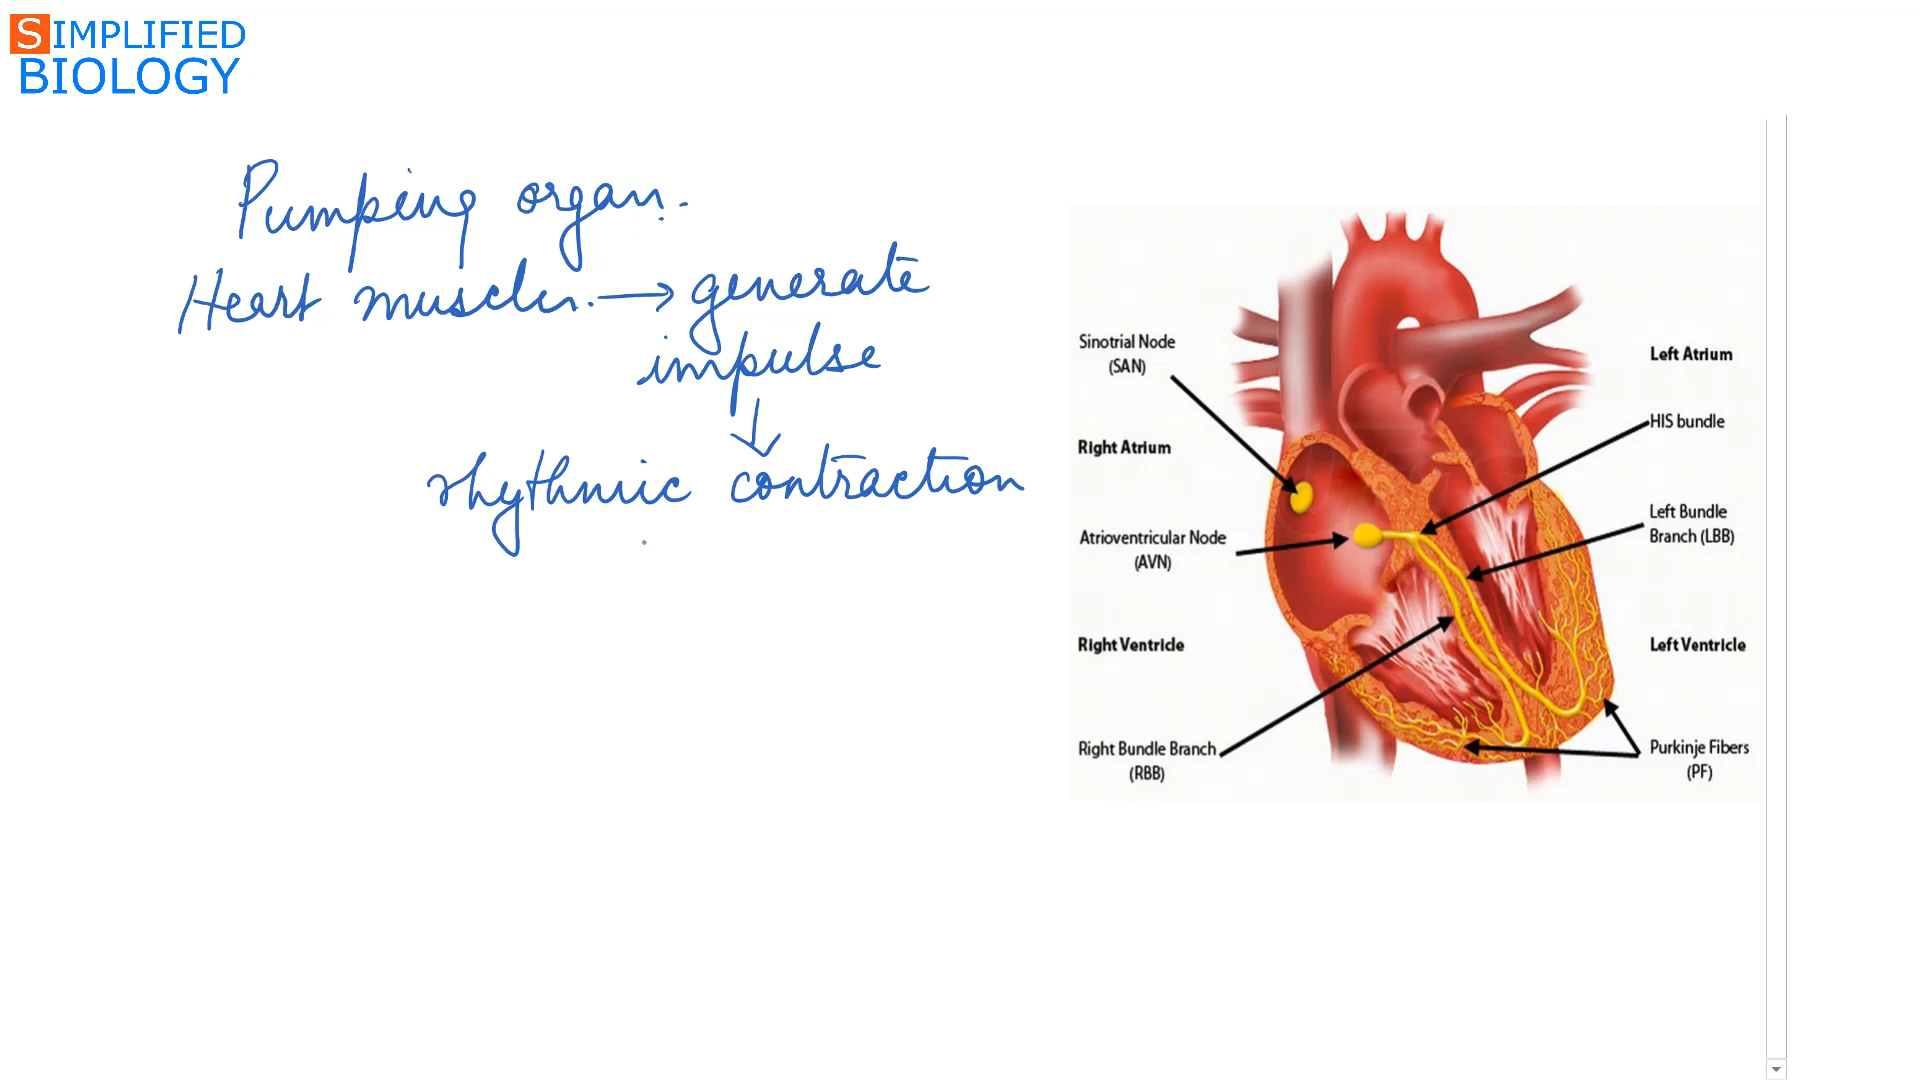 SIMPLIFIED
BIOLOGY
Pumping organ.
Heart muscles. → generate
impulse
↓
rhythmic contraction
Sinotrial Node
(SAN)
Right Atrium
Atrioventricular Node
(AVN)
Right Ventricle
Right Bundle Branch
(RBB)
Left Atrium
HIS bundle
Left Bundle
Branch (LBB)
Left Ventricle
Purkinje Fibers
(PF)